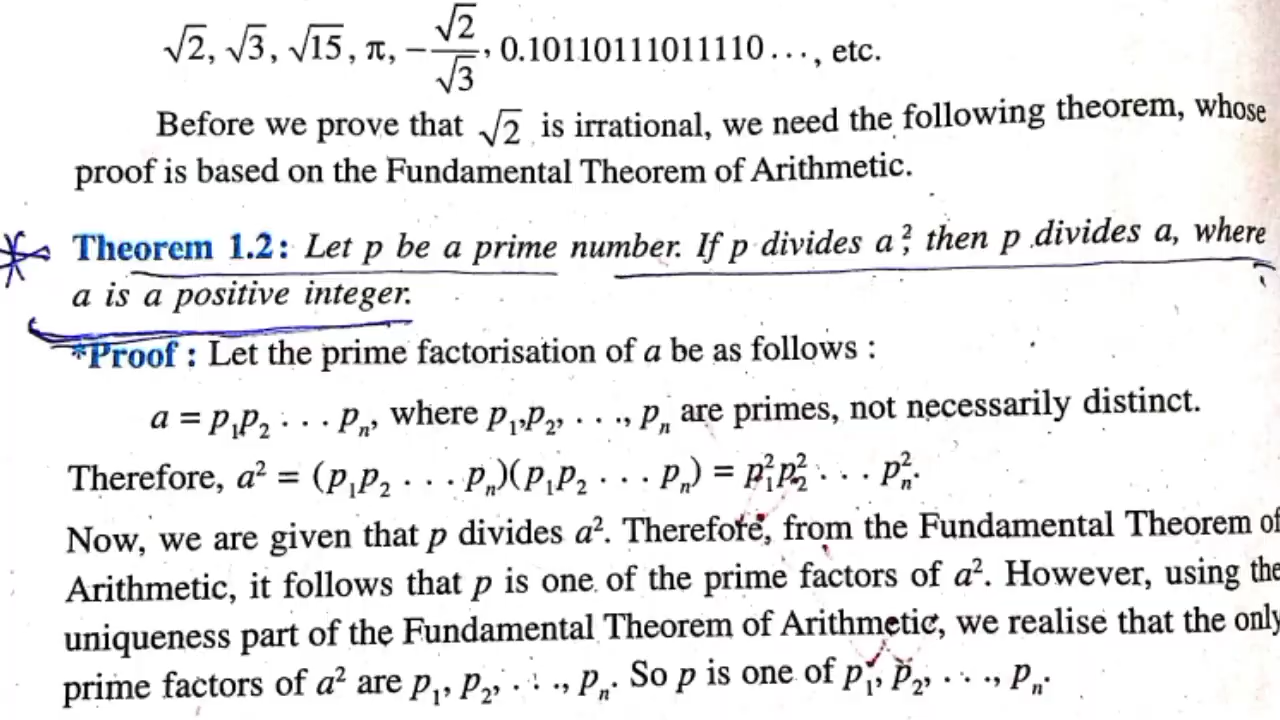 √2, √3, √15, π, −√2/√3, 0.10110111011110..., etc.
Before we prove that √2 is irrational, we need the following theorem, whose
proof is based on the Fundamental Theorem of Arithmetic.
Theorem 1.2: Let p be a prime number. If p divides a², then p divides a, where
a is a positive integer.
*Proof : Let the prime factorisation of a be as follows :
a = p₁p₂ . . . pₙ, where p₁,p₂, . . ., pₙ are primes, not necessarily distinct.
Therefore, a² = (p₁p₂ . . . pₙ)(p₁p₂ . . . pₙ) = p₁²p₂² . . . pₙ².
Now, we are given that p divides a². Therefore, from the Fundamental Theorem of
Arithmetic, it follows that p is one of the prime factors of a². However, using the
uniqueness part of the Fundamental Theorem of Arithmetic, we realise that the only
prime factors of a² are p₁, p₂, . . ., pₙ. So p is one of p₁, p₂, . . ., pₙ.